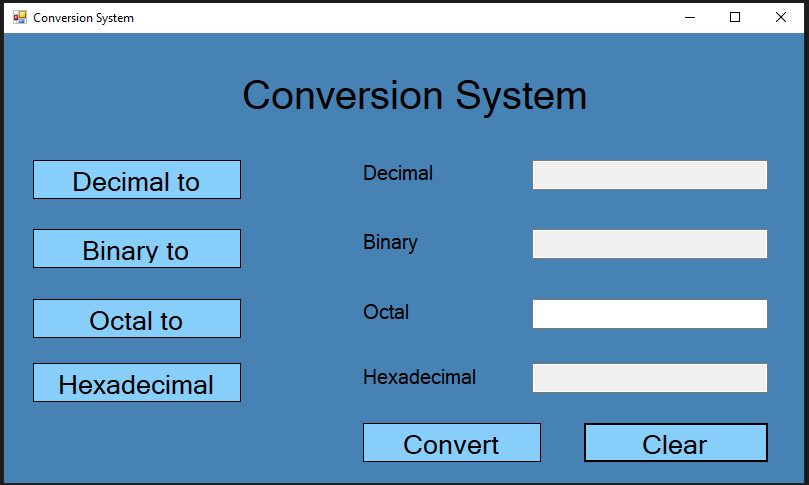 Conversion System
Conversion System
Decimal to
Decimal
Binary to
Binary
Octal to
Octal
Hexadecimal
Hexadecimal
Convert
Clear